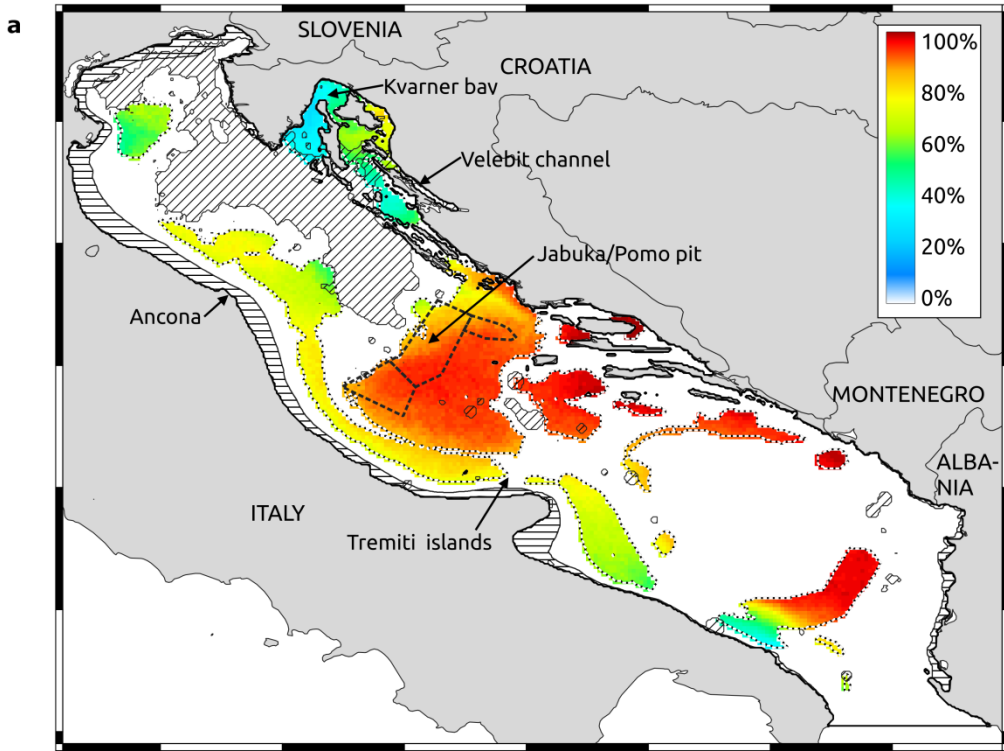 a
SLOVENIA
CROATIA
Kvarner bav
Velebit channel
Jabuka/Pomo pit
Ancona
MONTENEGRO
ALBA-
NIA
ITALY
Tremiti islands
100%
80%
60%
40%
20%
0%